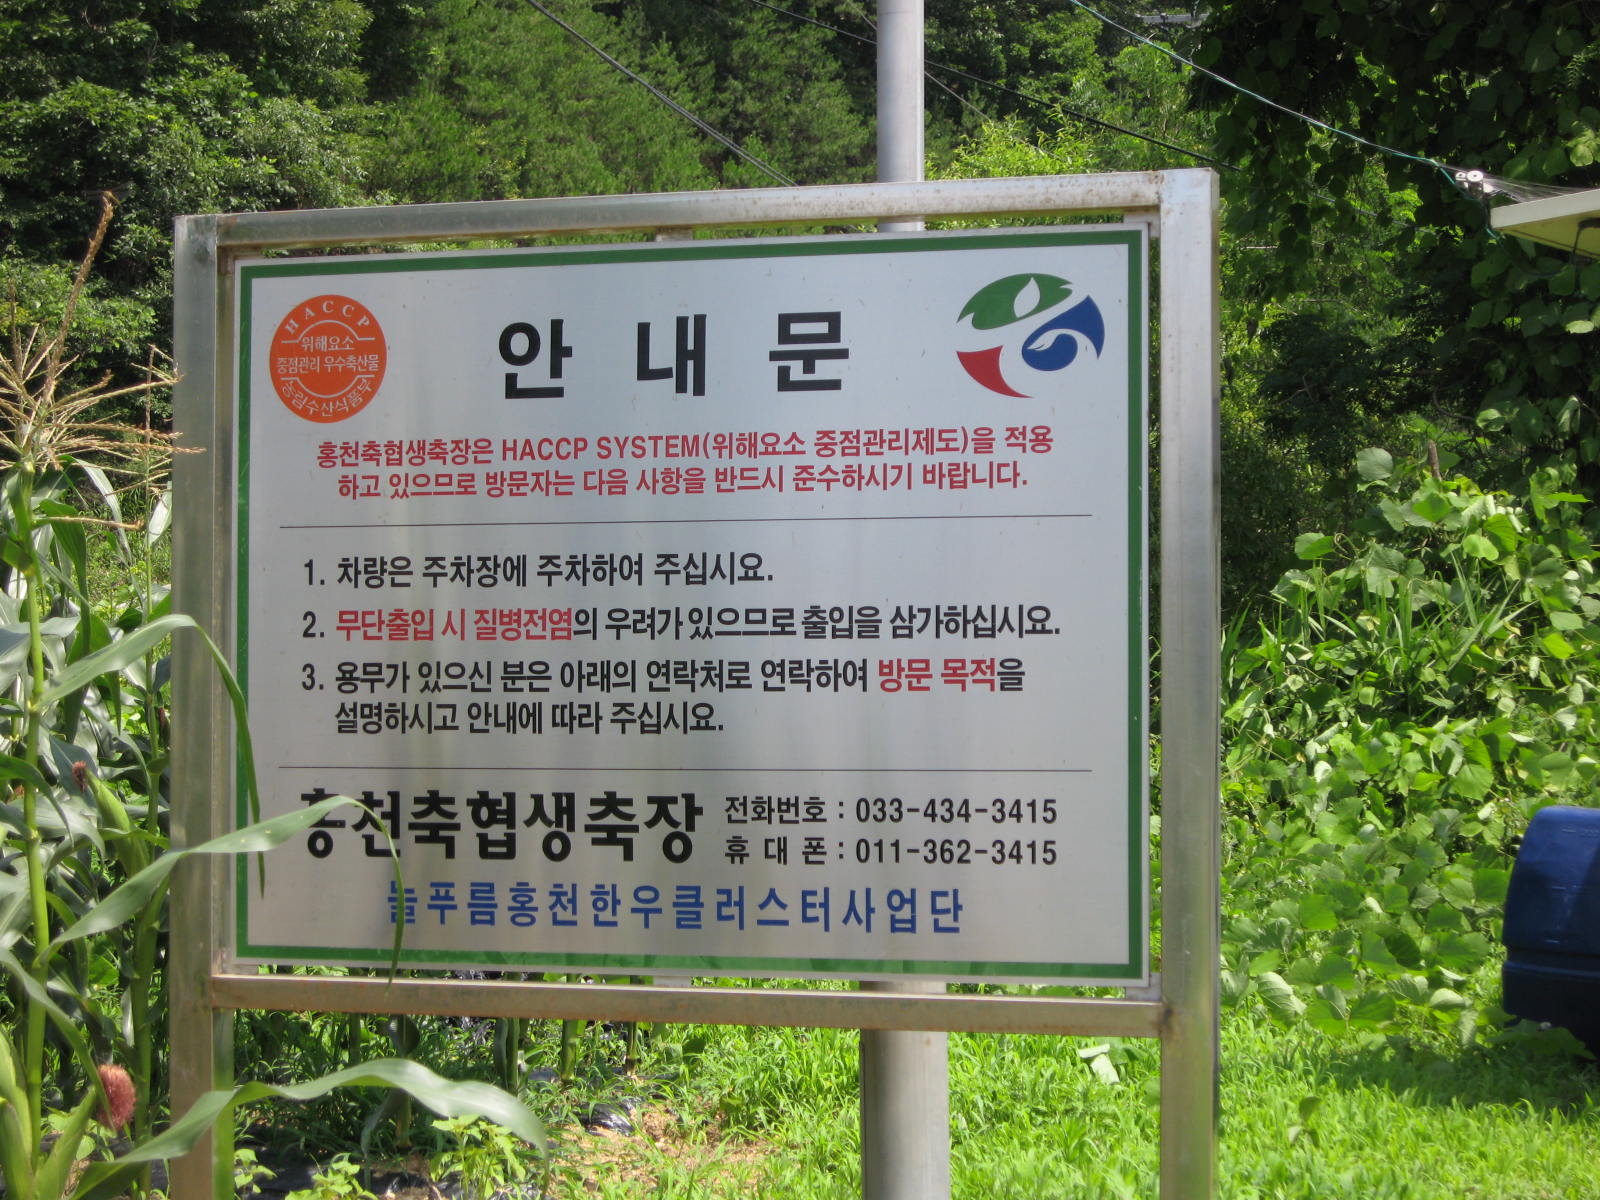 HACCP
위해요소
중점관리 우수축산물
농림수산식품부
안내문
홍천축협생축장은 HACCP SYSTEM(위해요소 중점관리제도)을 적용
하고 있으므로 방문자는 다음 사항을 반드시 준수하시기 바랍니다.
1. 차량은 주차장에 주차하여 주십시요.
2. 무단출입 시 질병전염의 우려가 있으므로 출입을 삼가하십시요.
3. 용무가 있으신 분은 아래의 연락처로 연락하여 방문 목적을
설명하시고 안내에 따라 주십시요.
홍천축협생축장 전화번호 : 033-434-3415
휴 대 폰 : 011-362-3415
늘푸름홍천한우클러스터사업단